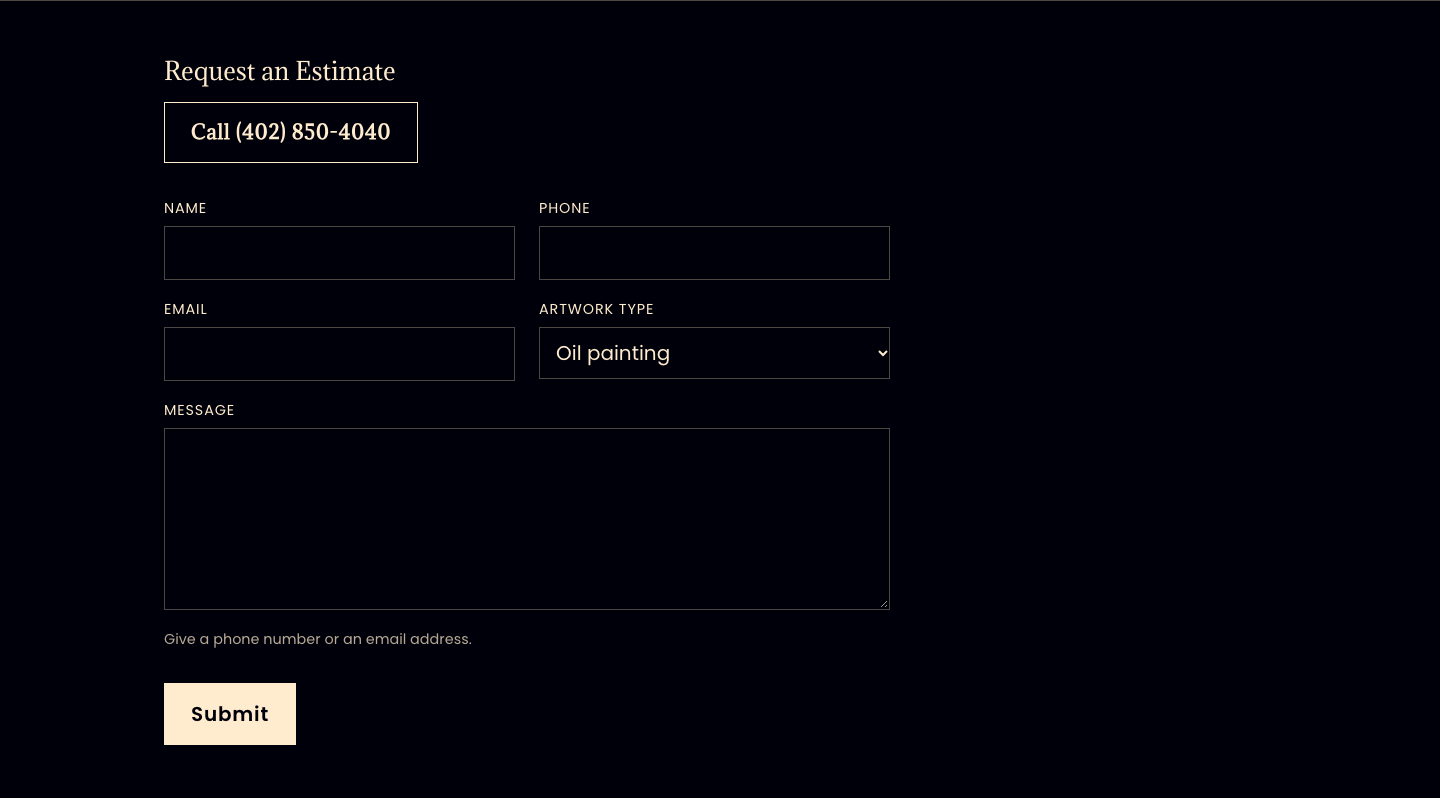 Request an Estimate
Call (402) 850-4040
NAME
PHONE
EMAIL
ARTWORK TYPE
Oil painting
MESSAGE
Give a phone number or an email address.
Submit